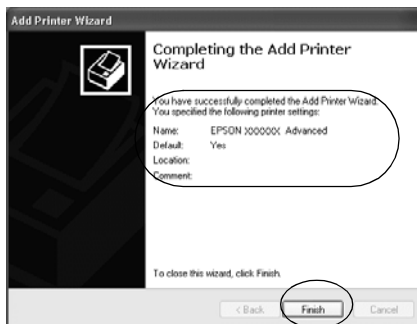 Add Printer Wizard
Completing the Add Printer
Wizard
You have successfully completed the Add Printer Wizard.
You specified the following printer settings:
Name: EPSON XXXXXX Advanced
Default: Yes
Location:
Comment:
To close this wizard, click Finish.
< Back Finish Cancel